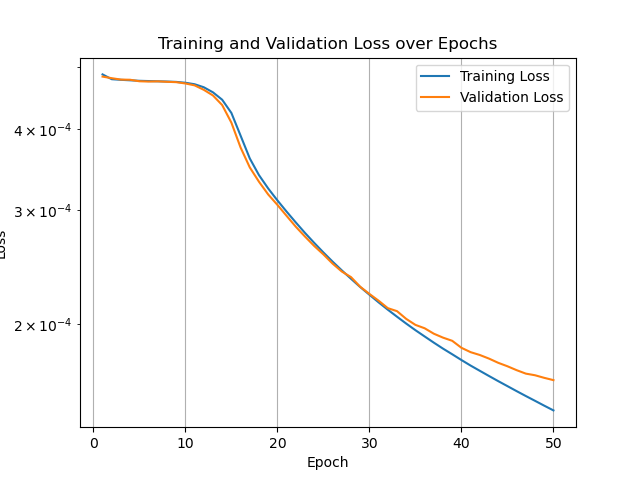 Training and Validation Loss over Epochs
Training Loss
Validation Loss
4 × 10⁻⁴
3 × 10⁻⁴
2 × 10⁻⁴
Loss
0 10 20 30 40 50
Epoch